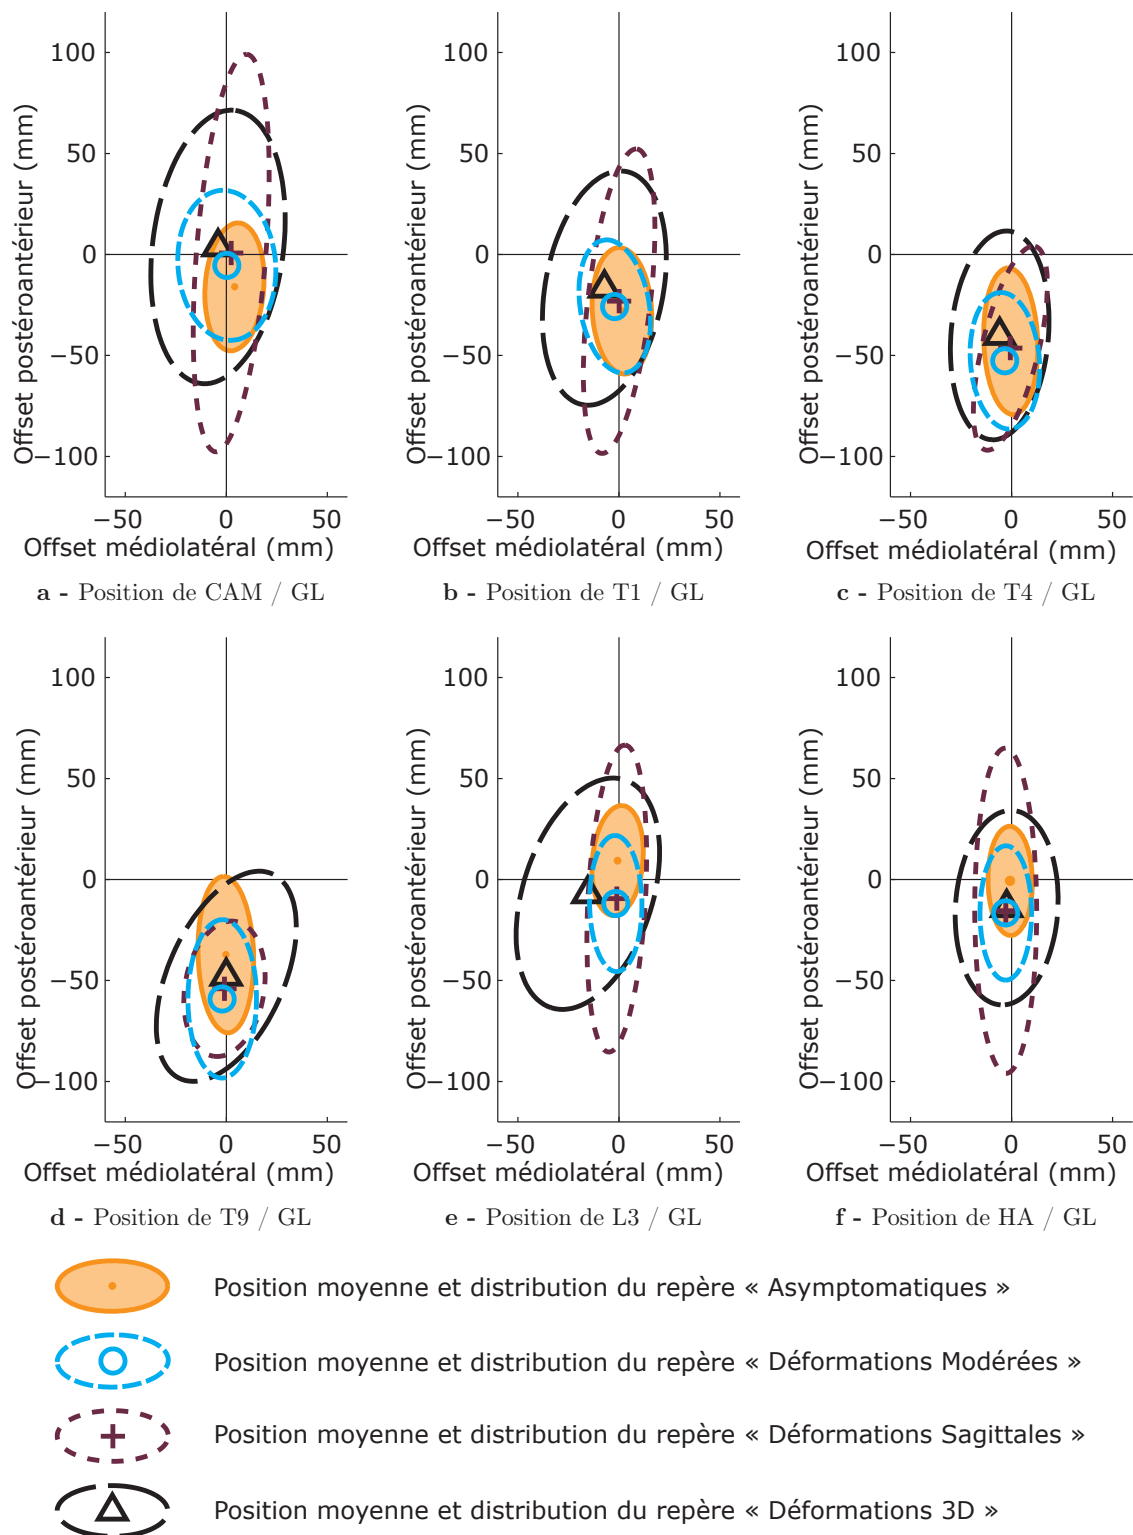 100
50
0
−50
−100
−50 0 50
Offset postéroantérieur (mm)
Offset médiolatéral (mm)
a - Position de CAM / GL
100
50
0
−50
−100
−50 0 50
Offset postéroantérieur (mm)
Offset médiolatéral (mm)
b - Position de T1 / GL
100
50
0
−50
−100
−50 0 50
Offset postéroantérieur (mm)
Offset médiolatéral (mm)
c - Position de T4 / GL
100
50
0
−50
−100
−50 0 50
Offset postéroantérieur (mm)
Offset médiolatéral (mm)
d - Position de T9 / GL
100
50
0
−50
−100
−50 0 50
Offset postéroantérieur (mm)
Offset médiolatéral (mm)
e - Position de L3 / GL
100
50
0
−50
−100
−50 0 50
Offset postéroantérieur (mm)
Offset médiolatéral (mm)
f - Position de HA / GL
Position moyenne et distribution du repère « Asymptomatiques »
Position moyenne et distribution du repère « Déformations Modérées »
Position moyenne et distribution du repère « Déformations Sagittales »
Position moyenne et distribution du repère « Déformations 3D »